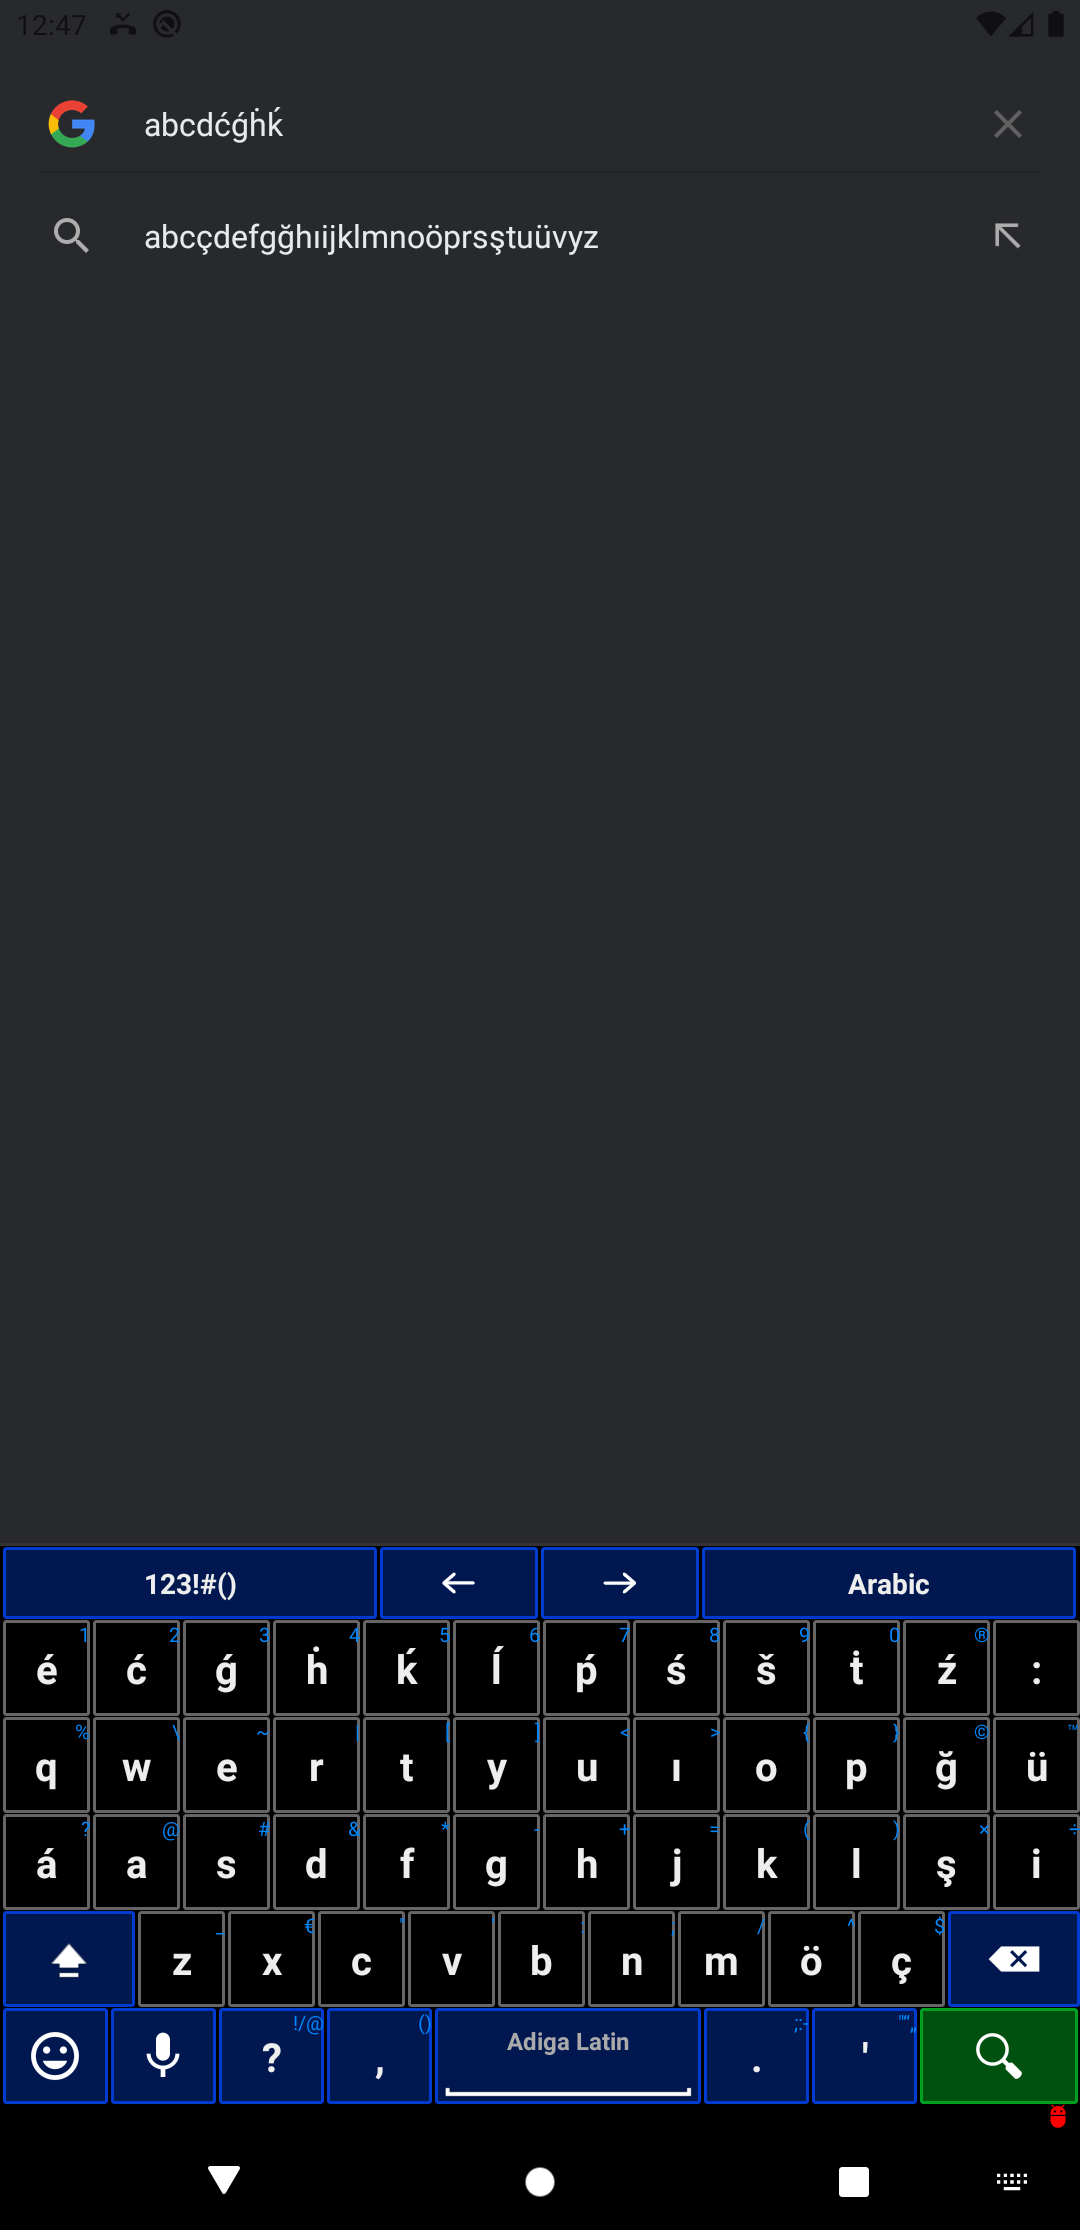 12:47
abcdćǵḣḱ
abcçdefgğhıijklmnoöprsştuüvyz
123!#() ← → Arabic
1 2 3 4 5 6 7 8 9 0 ®
é ć ǵ ḣ ḱ ĺ ṕ ś š ṫ ź :
% \ ~ | [ ] < > { } © ™
q w e r t y u ı o p ğ ü
? @ # & * - + = ( ) × ÷
á a s d f g h j k l ş i
_ € ' : ; / ^ $
z x c v b n m ö ç
!/@ () Adiga Latin ;:-
? , . '